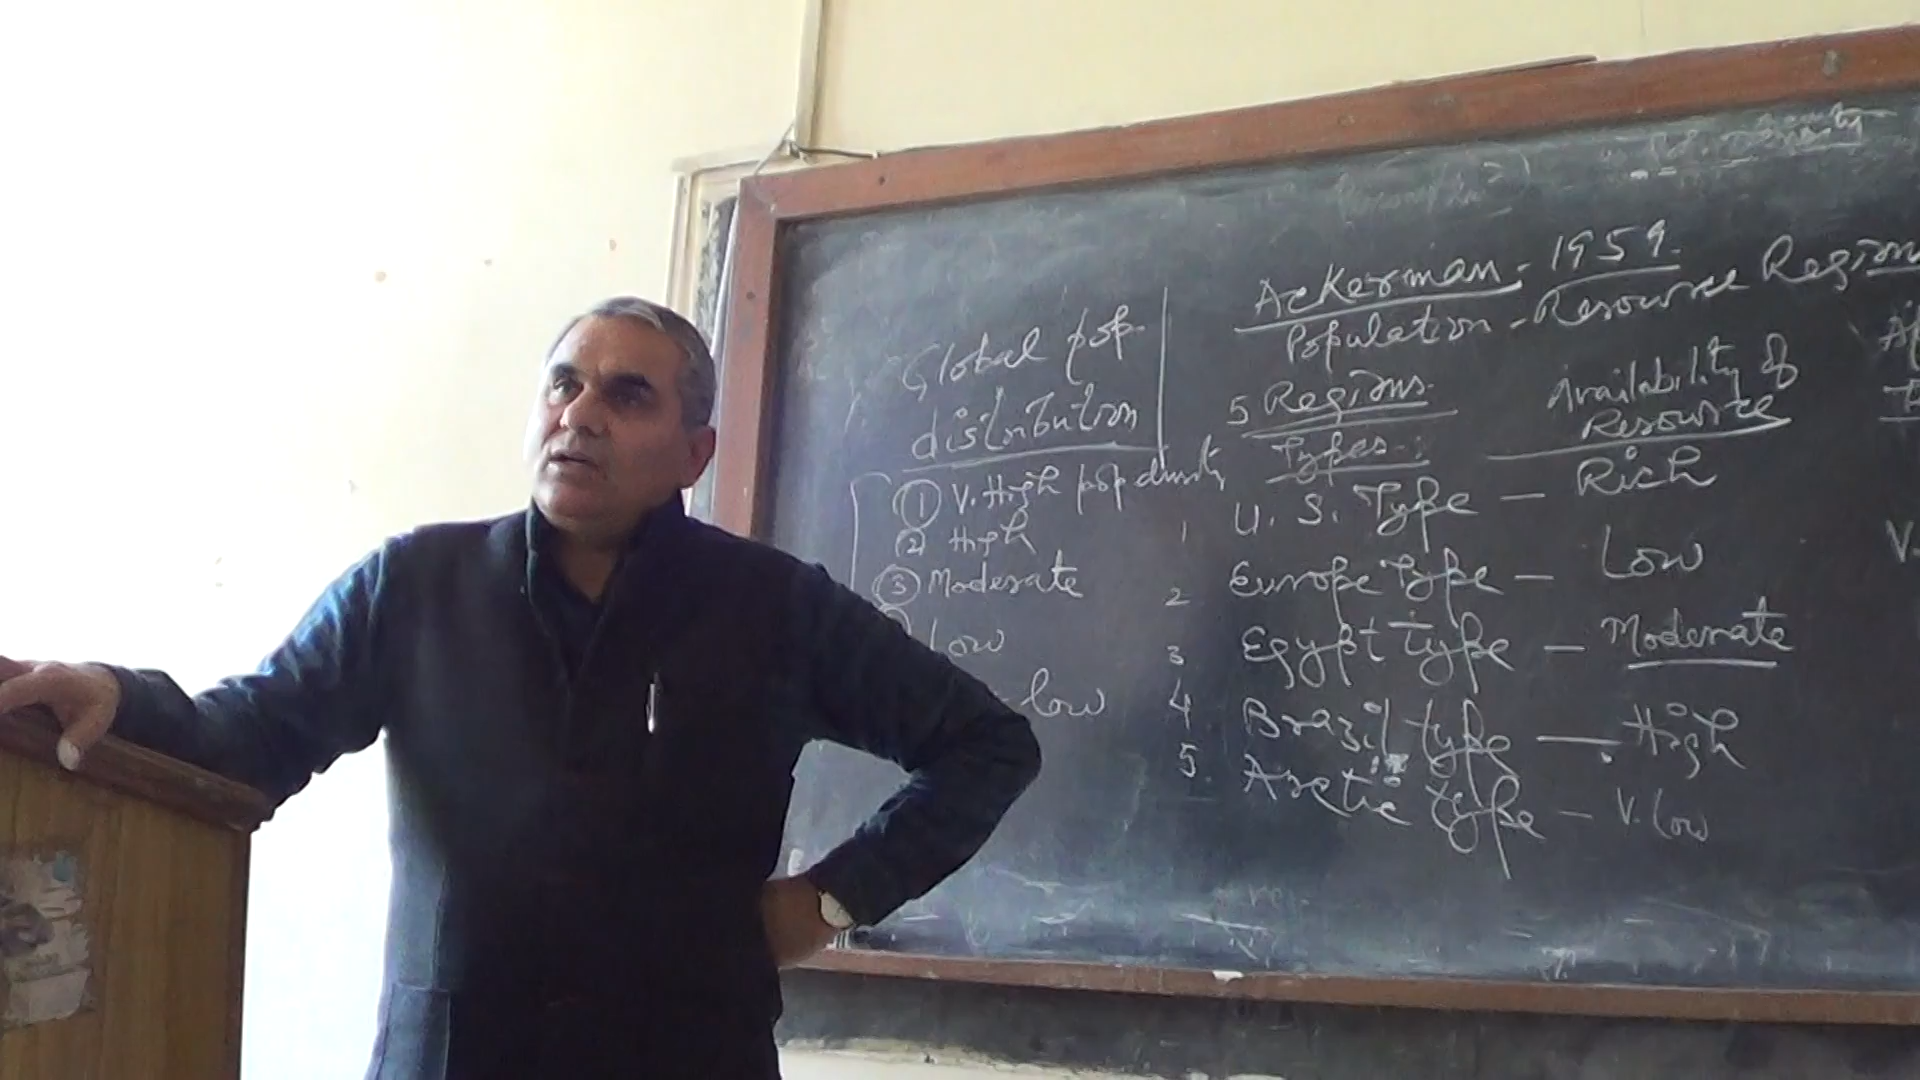 Global pop.
distribution
① V. High pop density
② High
③ Moderate
Low
low
Ackerman - 1959.
Population - Resource Regions
5 Regions
Types :
Availability of
Resource
1 U. S. Type — Rich
2 Europe Type — Low
3 Egypt type — Moderate
4 Brazil type — High
5. Arctic type — V. low
V.